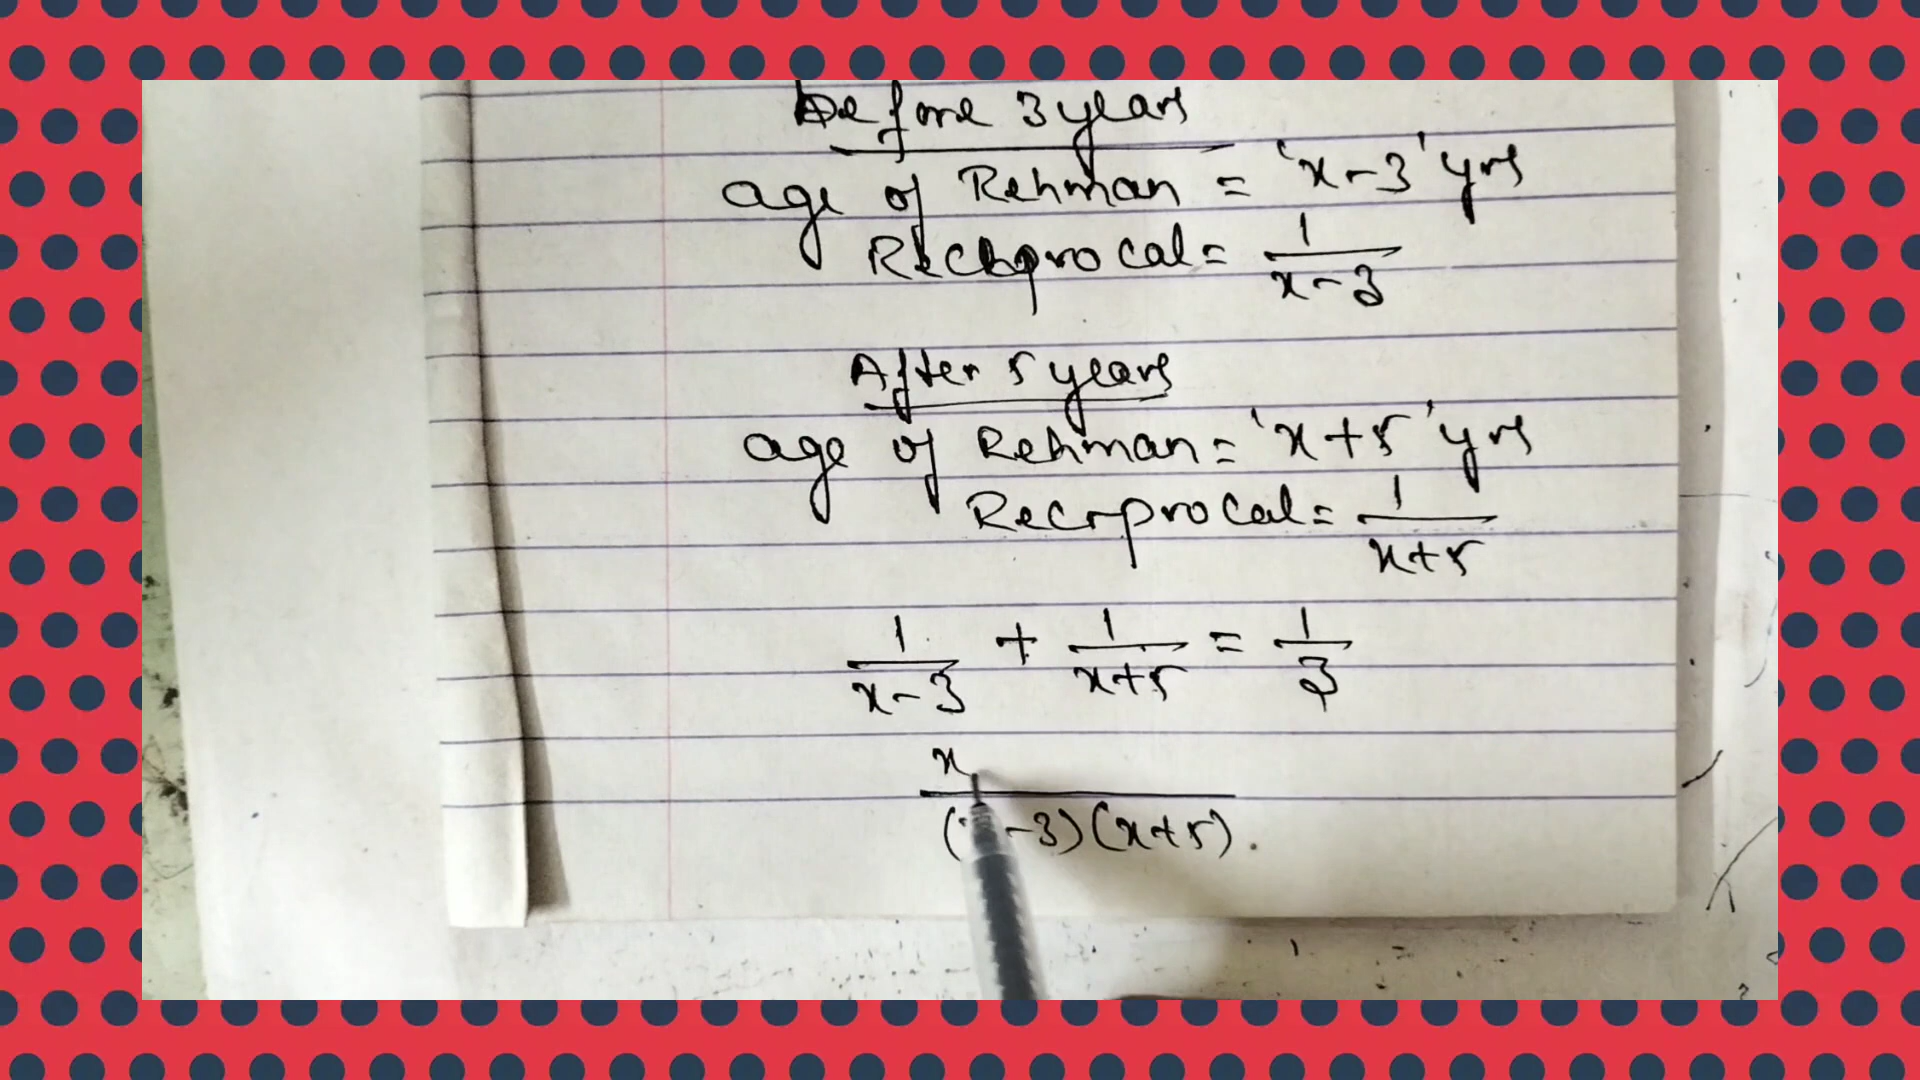 Before 3 years
age of Rehman = 'x-3' yrs
Reciprocal = 1/(x-3)
After 5 years
age of Rehman = 'x+5' yrs
Reciprocal = 1/(x+5)
1/(x-3) + 1/(x+5) = 1/3
x
(x-3)(x+5).